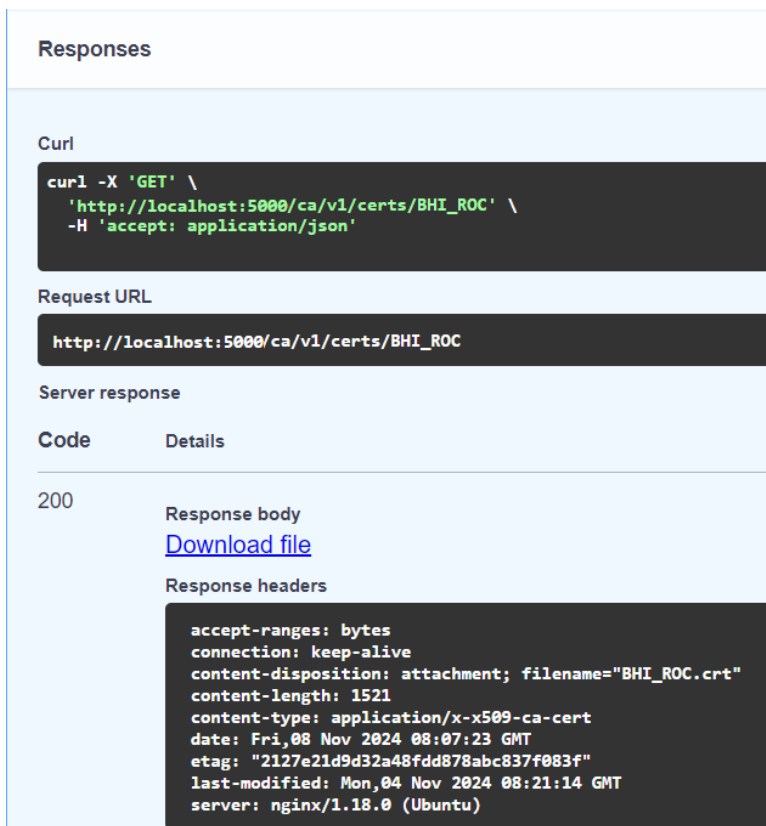 Responses
Curl
curl -X 'GET' \
'http://localhost:5000/ca/v1/certs/BHI_ROC' \
-H 'accept: application/json'
Request URL
http://localhost:5000/ca/v1/certs/BHI_ROC
Server response
Code Details
200
Response body
Download file
Response headers
accept-ranges: bytes
connection: keep-alive
content-disposition: attachment; filename="BHI_ROC.crt"
content-length: 1521
content-type: application/x-x509-ca-cert
date: Fri,08 Nov 2024 08:07:23 GMT
etag: "2127e21d9d32a48fdd878abc837f083f"
last-modified: Mon,04 Nov 2024 08:21:14 GMT
server: nginx/1.18.0 (Ubuntu)